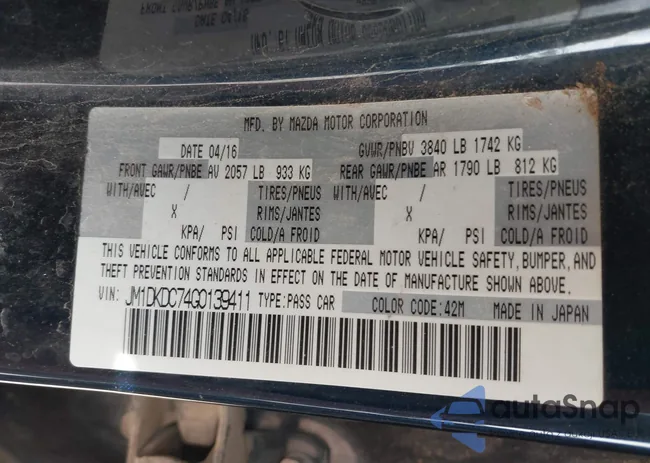 MFD. BY MAZDA MOTOR CORPORATION
DATE 04/16 GVWR/PNBV 3840 LB 1742 KG
FRONT GAWR/PNBE AV 2057 LB 933 KG REAR GAWR/PNBE AR 1790 LB 812 KG
WITH/AVEC / TIRES/PNEUS WITH/AVEC / TIRES/PNEUS
X RIMS/JANTES X RIMS/JANTES
KPA/ PSI COLD/A FROID KPA/ PSI COLD/A FROID
THIS VEHICLE CONFORMS TO ALL APPLICABLE FEDERAL MOTOR VEHICLE SAFETY, BUMPER, AND
THEFT PREVENTION STANDARDS IN EFFECT ON THE DATE OF MANUFACTURE SHOWN ABOVE.
VIN: JM1DKDC74G0139411 TYPE:PASS CAR COLOR CODE:42M MADE IN JAPAN
autoSnap